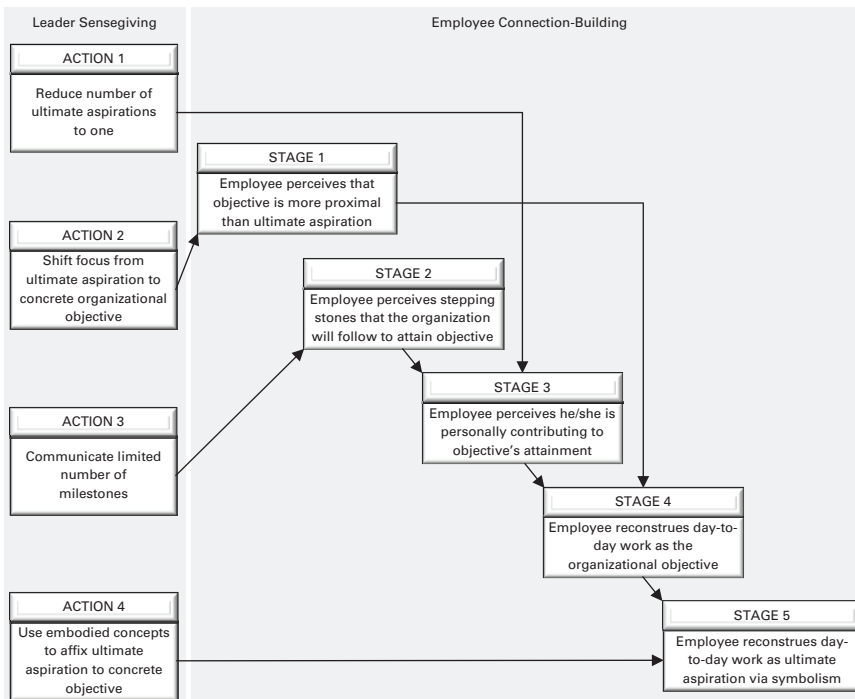 Leader Sensegiving
Employee Connection-Building
ACTION 1
Reduce number of
ultimate aspirations
to one
STAGE 1
Employee perceives that
objective is more proximal
than ultimate aspiration
ACTION 2
Shift focus from
ultimate aspiration to
concrete organizational
objective
STAGE 2
Employee perceives stepping
stones that the organization
will follow to attain objective
STAGE 3
Employee perceives he/she is
personally contributing to
objective’s attainment
ACTION 3
Communicate limited
number of
milestones
STAGE 4
Employee reconstrues day-to-
day work as the
organizational objective
ACTION 4
Use embodied concepts
to affix ultimate
aspiration to concrete
objective
STAGE 5
Employee reconstrues day-
to-day work as ultimate
aspiration via symbolism